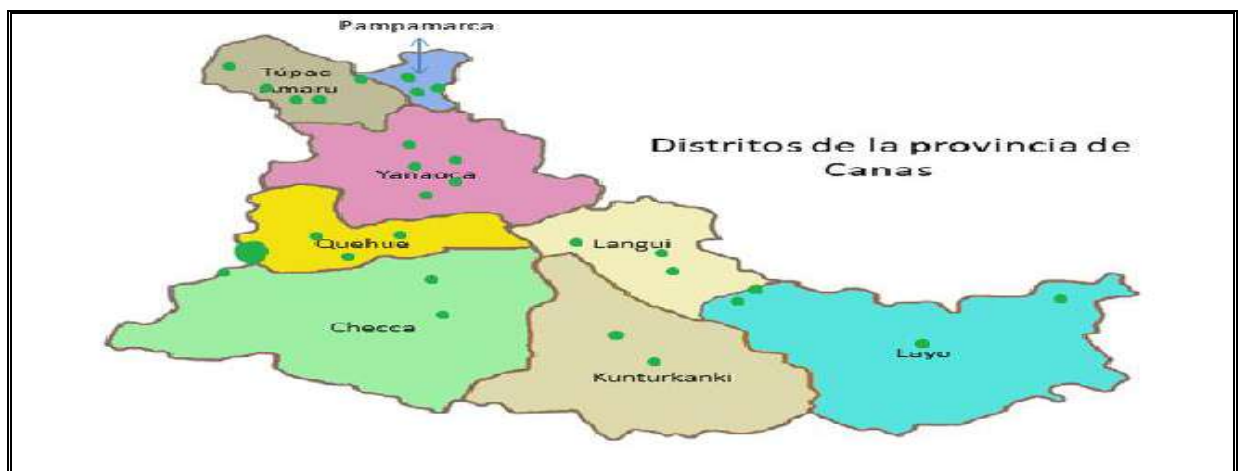 Pampamarca
Túpac
Amaru
Distritos de la provincia de
Canas
Yanaoca
Quehue
Langui
Checca
Layo
Kunturkanki